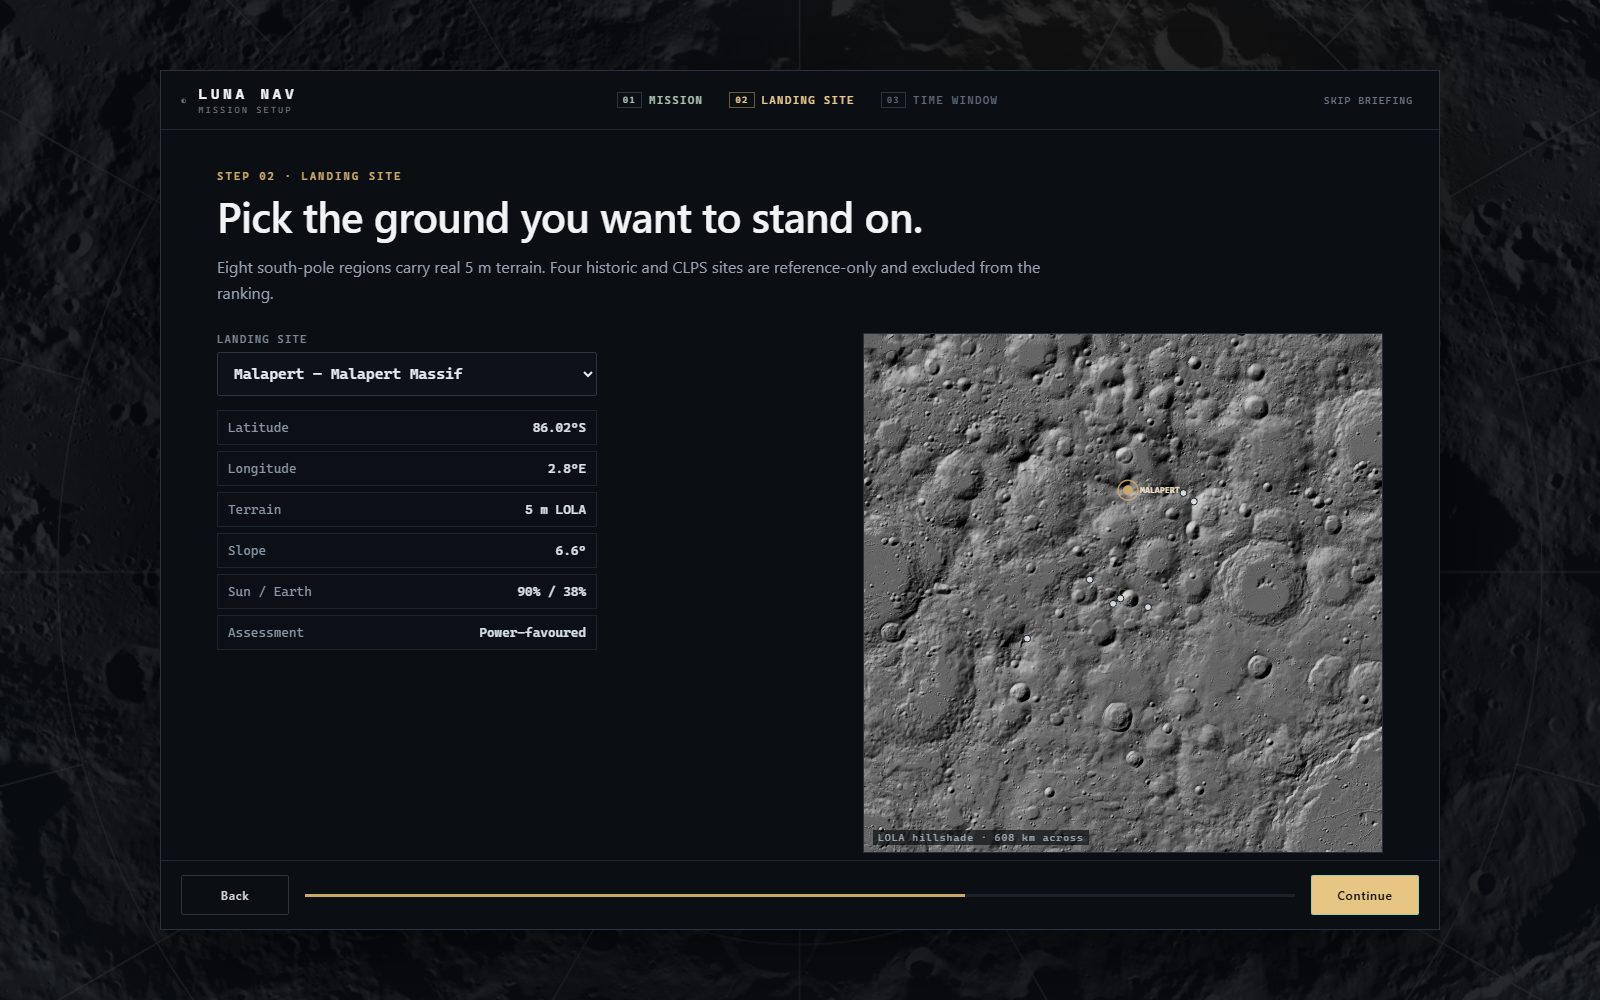 LUNA NAV
MISSION SETUP
01 MISSION
02 LANDING SITE
03 TIME WINDOW
SKIP BRIEFING
STEP 02 · LANDING SITE
Pick the ground you want to stand on.
Eight south-pole regions carry real 5 m terrain. Four historic and CLPS sites are reference-only and excluded from the
ranking.
LANDING SITE
Malapert — Malapert Massif
Latitude 86.02°S
Longitude 2.8°E
Terrain 5 m LOLA
Slope 6.6°
Sun / Earth 90% / 38%
Assessment Power-favoured
MALAPERT
LOLA hillshade · 608 km across
Back
Continue